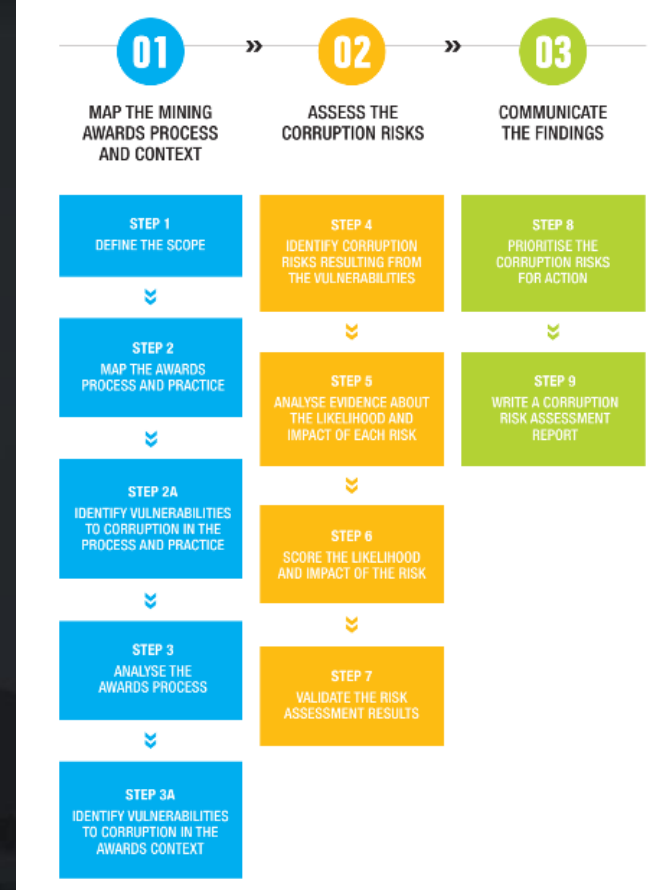 01
02
03
MAP THE MINING
AWARDS PROCESS
AND CONTEXT
ASSESS THE
CORRUPTION RISKS
COMMUNICATE
THE FINDINGS
STEP 1
DEFINE THE SCOPE
STEP 2
MAP THE AWARDS
PROCESS AND PRACTICE
STEP 2A
IDENTIFY VULNERABILITIES
TO CORRUPTION IN THE
PROCESS AND PRACTICE
STEP 3
ANALYSE THE
AWARDS PROCESS
STEP 3A
IDENTIFY VULNERABILITIES
TO CORRUPTION IN THE
AWARDS CONTEXT
STEP 4
IDENTIFY CORRUPTION
RISKS RESULTING FROM
THE VULNERABILITIES
STEP 5
ANALYSE EVIDENCE ABOUT
THE LIKELIHOOD AND
IMPACT OF EACH RISK
STEP 6
SCORE THE LIKELIHOOD
AND IMPACT OF THE RISK
STEP 7
VALIDATE THE RISK
ASSESSMENT RESULTS
STEP 8
PRIORITISE THE
CORRUPTION RISKS
FOR ACTION
STEP 9
WRITE A CORRUPTION
RISK ASSESSMENT
REPORT